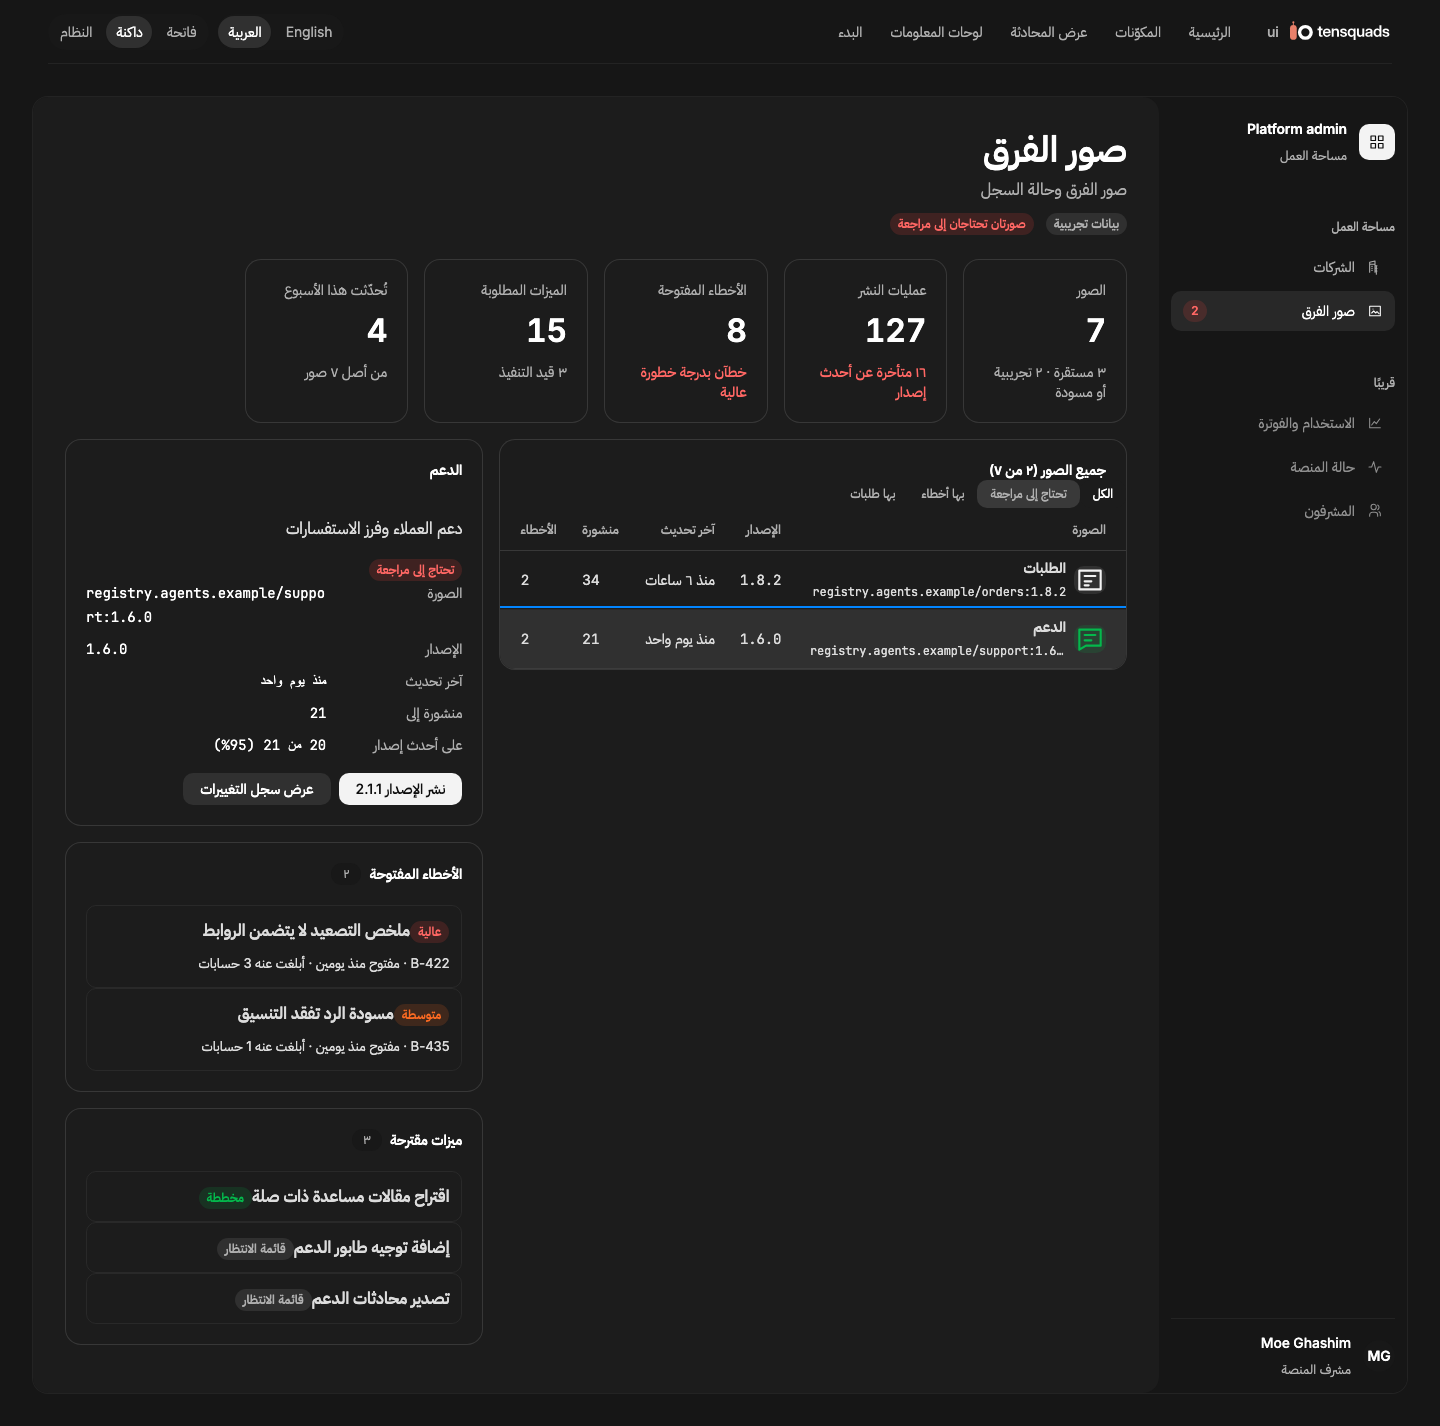 tensquads ui
الرئيسية المكوّنات عرض المحادثة لوحات المعلومات البدء
English العربية فاتحة داكنة النظام
Platform admin
مساحة العمل
مساحة العمل
الشركات
صور الفرق 2
قريبًا
الاستخدام والفوترة
حالة المنصة
المشرفون
MG Moe Ghashim
مشرف المنصة
صور الفرق
صور الفرق وحالة السجل
بيانات تجريبية صورتان تحتاجان إلى مراجعة
الصور
7
٣ مستقرة · ٢ تجريبية
أو مسودة
عمليات النشر
127
١٦ متأخرة عن أحدث
إصدار
الأخطاء المفتوحة
8
خطآن بدرجة خطورة
عالية
الميزات المطلوبة
15
٣ قيد التنفيذ
تُحدّثت هذا الأسبوع
4
من أصل ٧ صور
جميع الصور (٢ من ٧)
الكل تحتاج إلى مراجعة بها أخطاء بها طلبات
الصورة الإصدار آخر تحديث منشورة الأخطاء
الطلبات 1.8.2 منذ ٦ ساعات 34 2
registry.agents.example/orders:1.8.2
الدعم 1.6.0 منذ يوم واحد 21 2
registry.agents.example/support:1.6…
الدعم
دعم العملاء وفرز الاستفسارات
تحتاج إلى مراجعة
الصورة registry.agents.example/suppo
rt:1.6.0
الإصدار 1.6.0
آخر تحديث منذ يوم واحد
منشورة إلى 21
على أحدث إصدار 20 من 21 (95%)
نشر الإصدار 2.1.1 عرض سجل التغييرات
الأخطاء المفتوحة ٢
عالية ملخص التصعيد لا يتضمن الروابط
B-422 · مفتوح منذ يومين · أبلغت عنه 3 حسابات
متوسطة مسودة الرد تفقد التنسيق
B-435 · مفتوح منذ يومين · أبلغت عنه 1 حسابات
ميزات مقترحة ٣
اقتراح مقالات مساعدة ذات صلة مخططة
إضافة توجيه طابور الدعم قائمة الانتظار
تصدير محادثات الدعم قائمة الانتظار